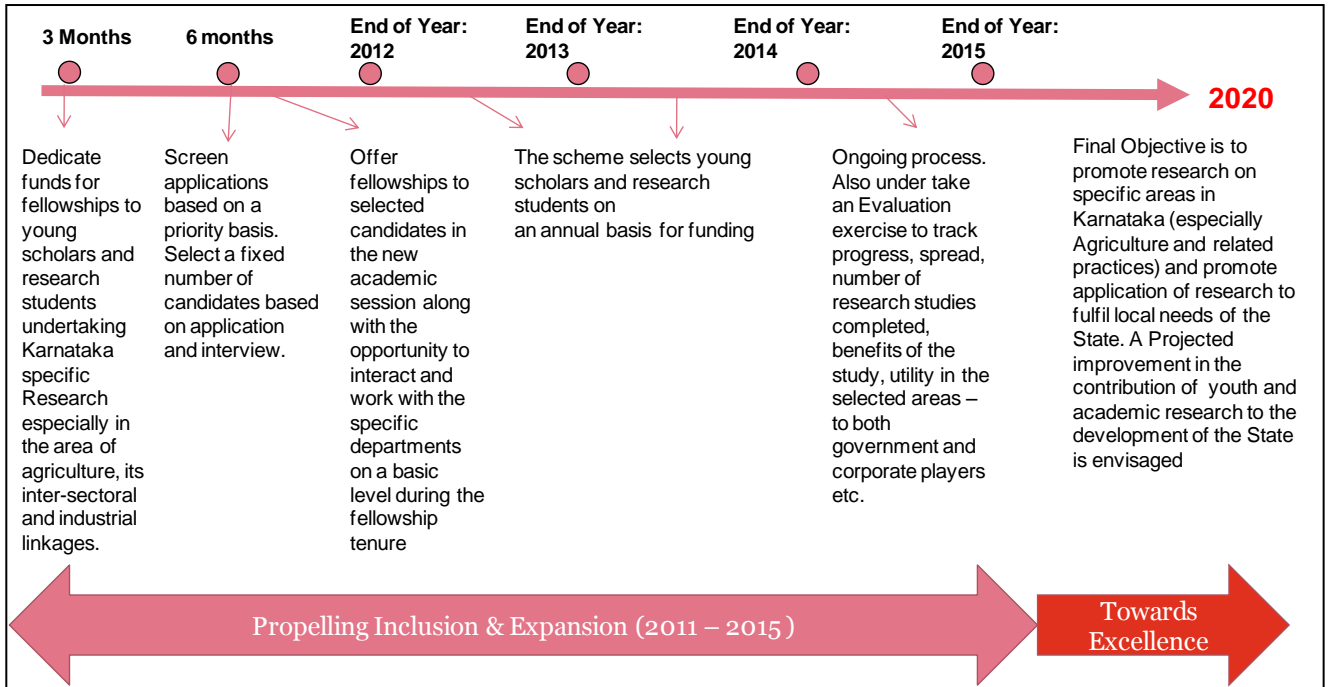 3 Months
6 months
End of Year:
2012
End of Year:
2013
End of Year:
2014
End of Year:
2015
2020
Dedicate
funds for
fellowships to
young
scholars and
research
students
undertaking
Karnataka
specific
Research
especially in
the area of
agriculture, its
inter-sectoral
and industrial
linkages.
Screen
applications
based on a
priority basis.
Select a fixed
number of
candidates based
on application
and interview.
Offer
fellowships to
selected
candidates in
the new
academic
session along
with the
opportunity to
interact and
work with the
specific
departments
on a basic
level during the
fellowship
tenure
The scheme selects young
scholars and research
students on
an annual basis for funding
Ongoing process.
Also under take
an Evaluation
exercise to track
progress, spread,
number of
research studies
completed,
benefits of the
study, utility in the
selected areas –
to both
government and
corporate players
etc.
Final Objective is to
promote research on
specific areas in
Karnataka (especially
Agriculture and related
practices) and promote
application of research to
fulfil local needs of the
State. A Projected
improvement in the
contribution of youth and
academic research to the
development of the State
is envisaged
Propelling Inclusion & Expansion (2011 – 2015 )
Towards
Excellence